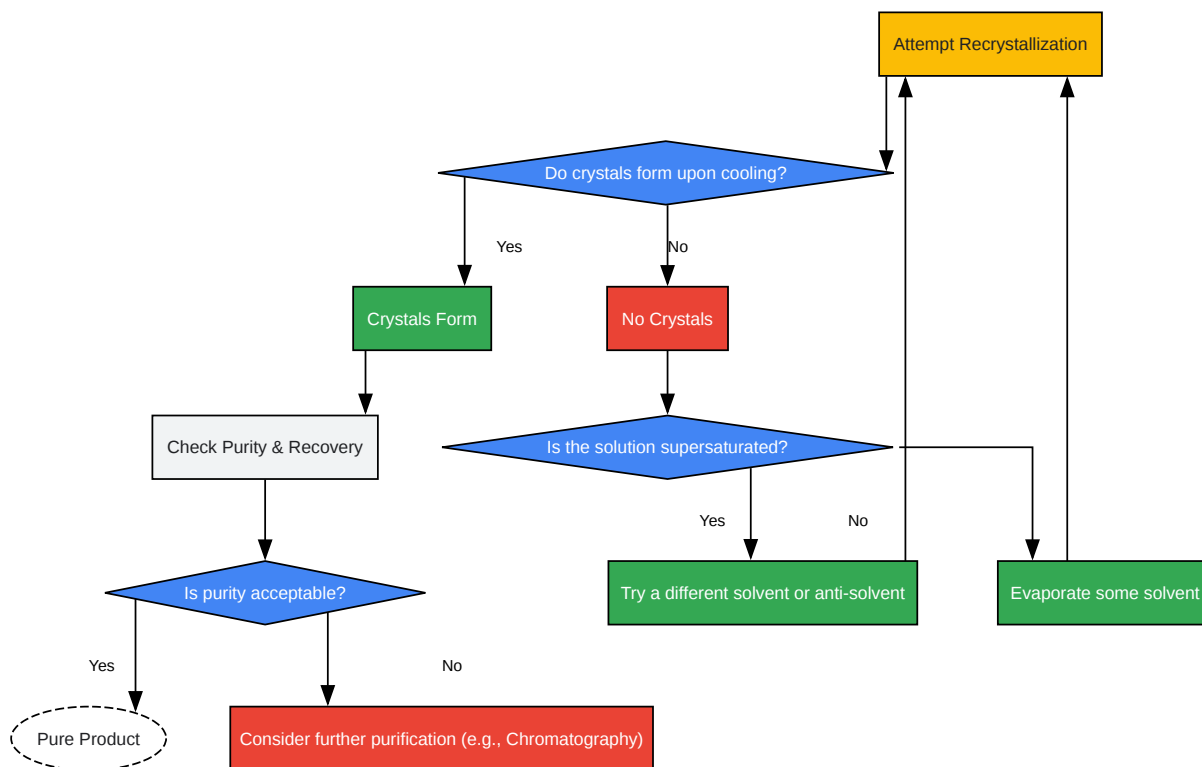 Attempt Recrystallization
Do crystals form upon cooling?
Yes
No
Crystals Form
No Crystals
Check Purity & Recovery
Is the solution supersaturated?
Yes
No
Try a different solvent or anti-solvent
Evaporate some solvent
Is purity acceptable?
Yes
No
Pure Product
Consider further purification (e.g., Chromatography)